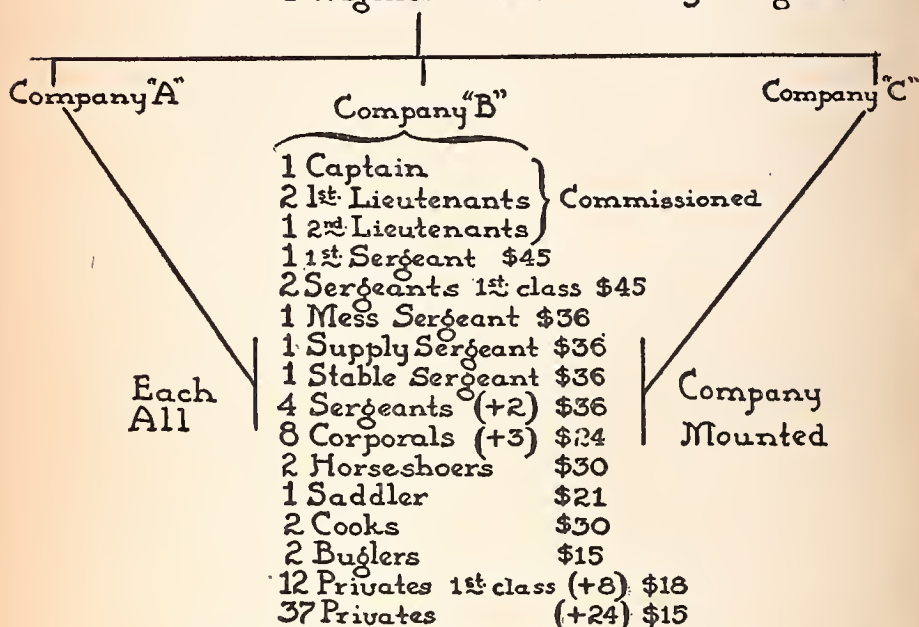 Company "A"
Company "B"
Company "C"
1 Captain
2 1st. Lieutenants
1 2nd. Lieutenants
Commissioned
1 1st. Sergeant $45
2 Sergeants 1st. class $45
1 Mess Sergeant $36
1 Supply Sergeant $36
1 Stable Sergeant $36
4 Sergeants (+2) $36
8 Corporals (+3) $24
2 Horseshoers $30
1 Saddler $21
2 Cooks $30
2 Buglers $15
12 Privates 1st. class (+8) $18
37 Privates (+24) $15
Each
All
Company
Mounted